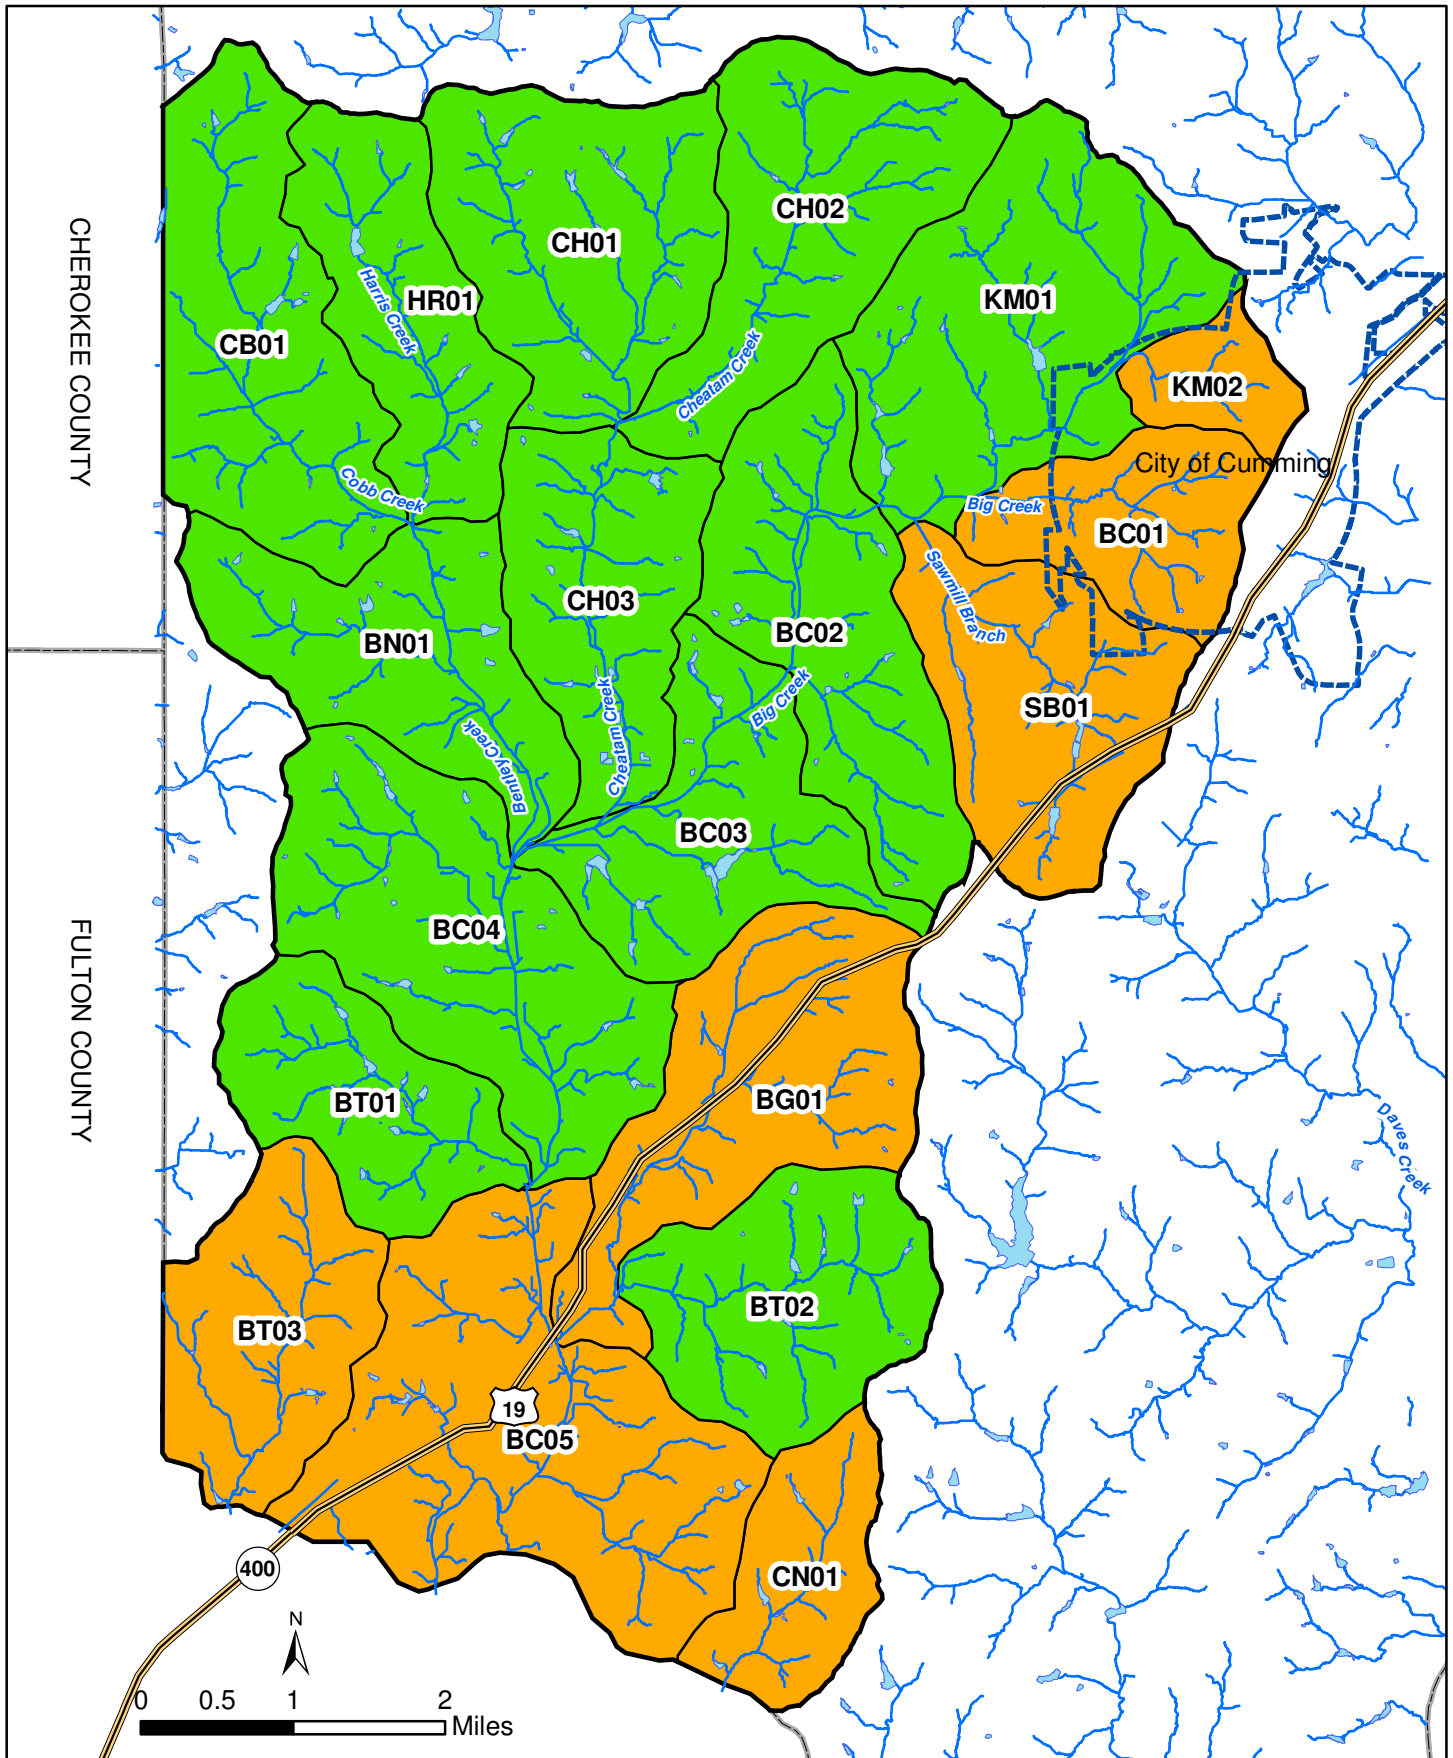 CH02
CH01
KM01
HR01
Harris Creek
CB01
CHEROKEE COUNTY
Cheatam Creek
KM02
City of Cumming
Cobb Creek
Big Creek
BC01
Sawmill Branch
CH03
BC02
BN01
Big Creek
SB01
Cheatam Creek
Bentley Creek
BC03
BC04
FULTON COUNTY
BG01
BT01
Daves Creek
BT02
BT03
19
BC05
400
CN01
N
0 0.5 1 2
Miles